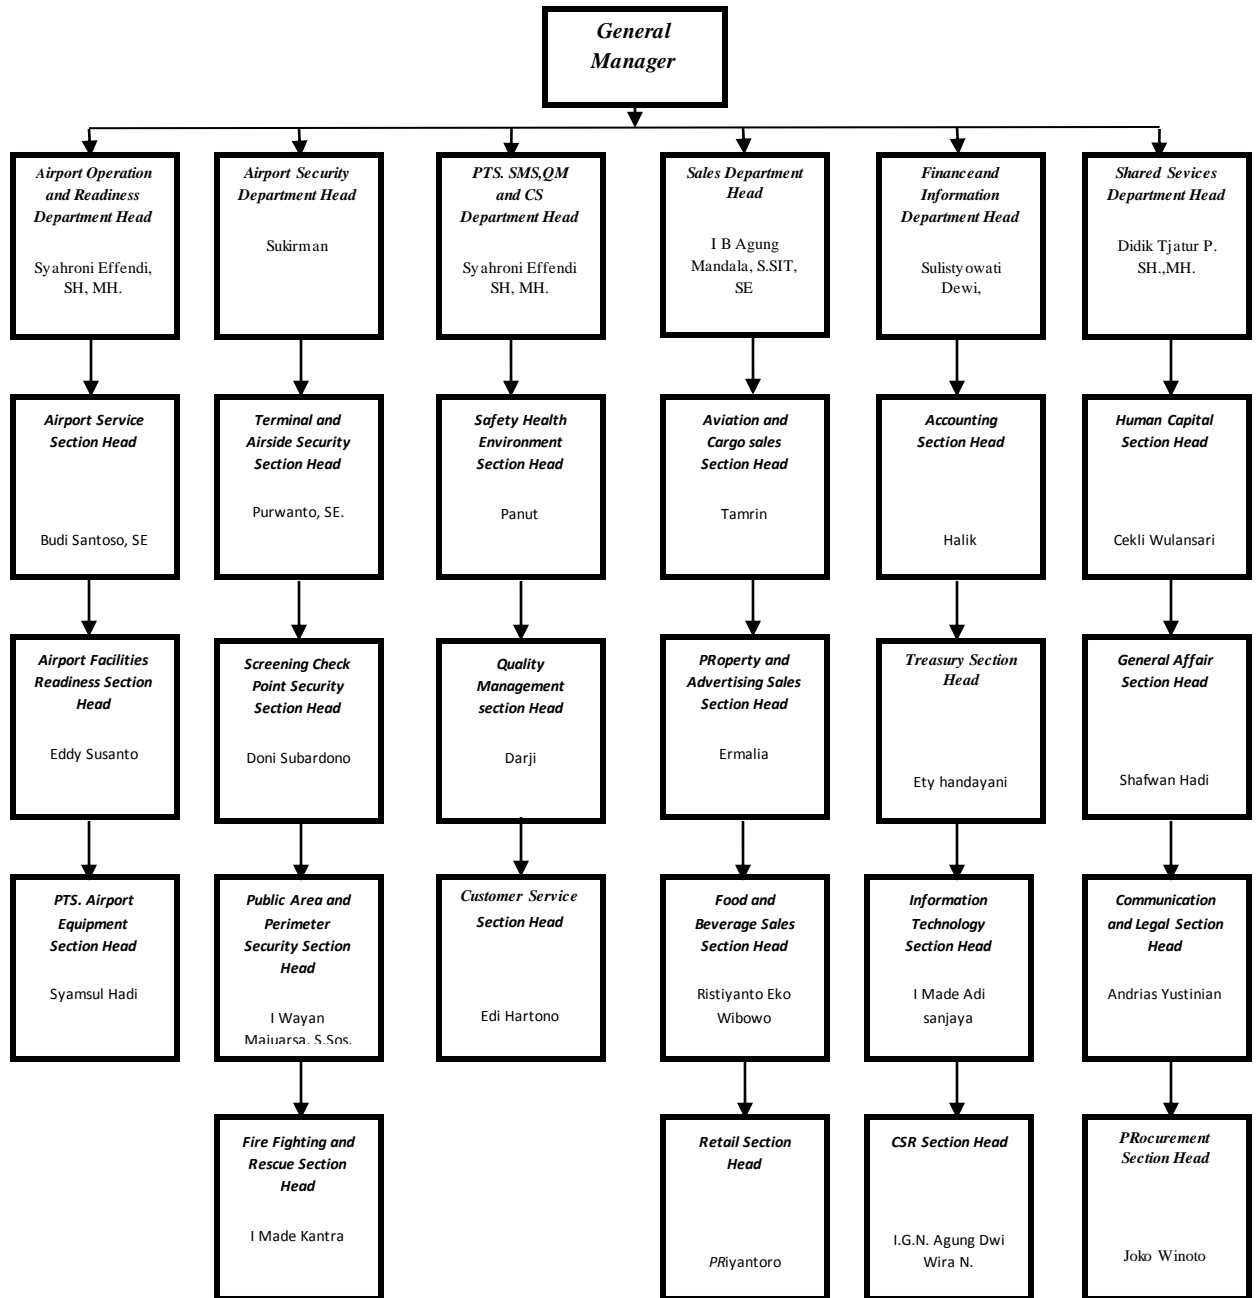 General
Manager
Airport Operation
and Readiness
Department Head
Syahroni Effendi,
SH, MH.
Airport Security
Department Head
Sukirman
PTS. SMS,QM
and CS
Department Head
Syahroni Effendi
SH, MH.
Sales Department
Head
I B Agung
Mandala, S.SIT,
SE
Financeand
Information
Department Head
Sulistyowati
Dewi,
Shared Sevices
Department Head
Didik Tjatur P.
SH.,MH.
Airport Service
Section Head
Budi Santoso, SE
Terminal and
Airside Security
Section Head
Purwanto, SE.
Safety Health
Environment
Section Head
Panut
Aviation and
Cargo sales
Section Head
Tamrin
Accounting
Section Head
Halik
Human Capital
Section Head
Cekli Wulansari
Airport Facilities
Readiness Section
Head
Eddy Susanto
Screening Check
Point Security
Section Head
Doni Subardono
Quality
Management
section Head
Darji
PRoperty and
Advertising Sales
Section Head
Ermalia
Treasury Section
Head
Ety handayani
General Affair
Section Head
Shafwan Hadi
PTS. Airport
Equipment
Section Head
Syamsul Hadi
Public Area and
Perimeter
Security Section
Head
I Wayan
Majuarsa, S.Sos.
Customer Service
Section Head
Edi Hartono
Food and
Beverage Sales
Section Head
Ristiyanto Eko
Wibowo
Information
Technology
Section Head
I Made Adi
sanjaya
Communication
and Legal Section
Head
Andrias Yustinian
Fire Fighting and
Rescue Section
Head
I Made Kantra
Retail Section
Head
PRiyantoro
CSR Section Head
I.G.N. Agung Dwi
Wira N.
PRocurement
Section Head
Joko Winoto